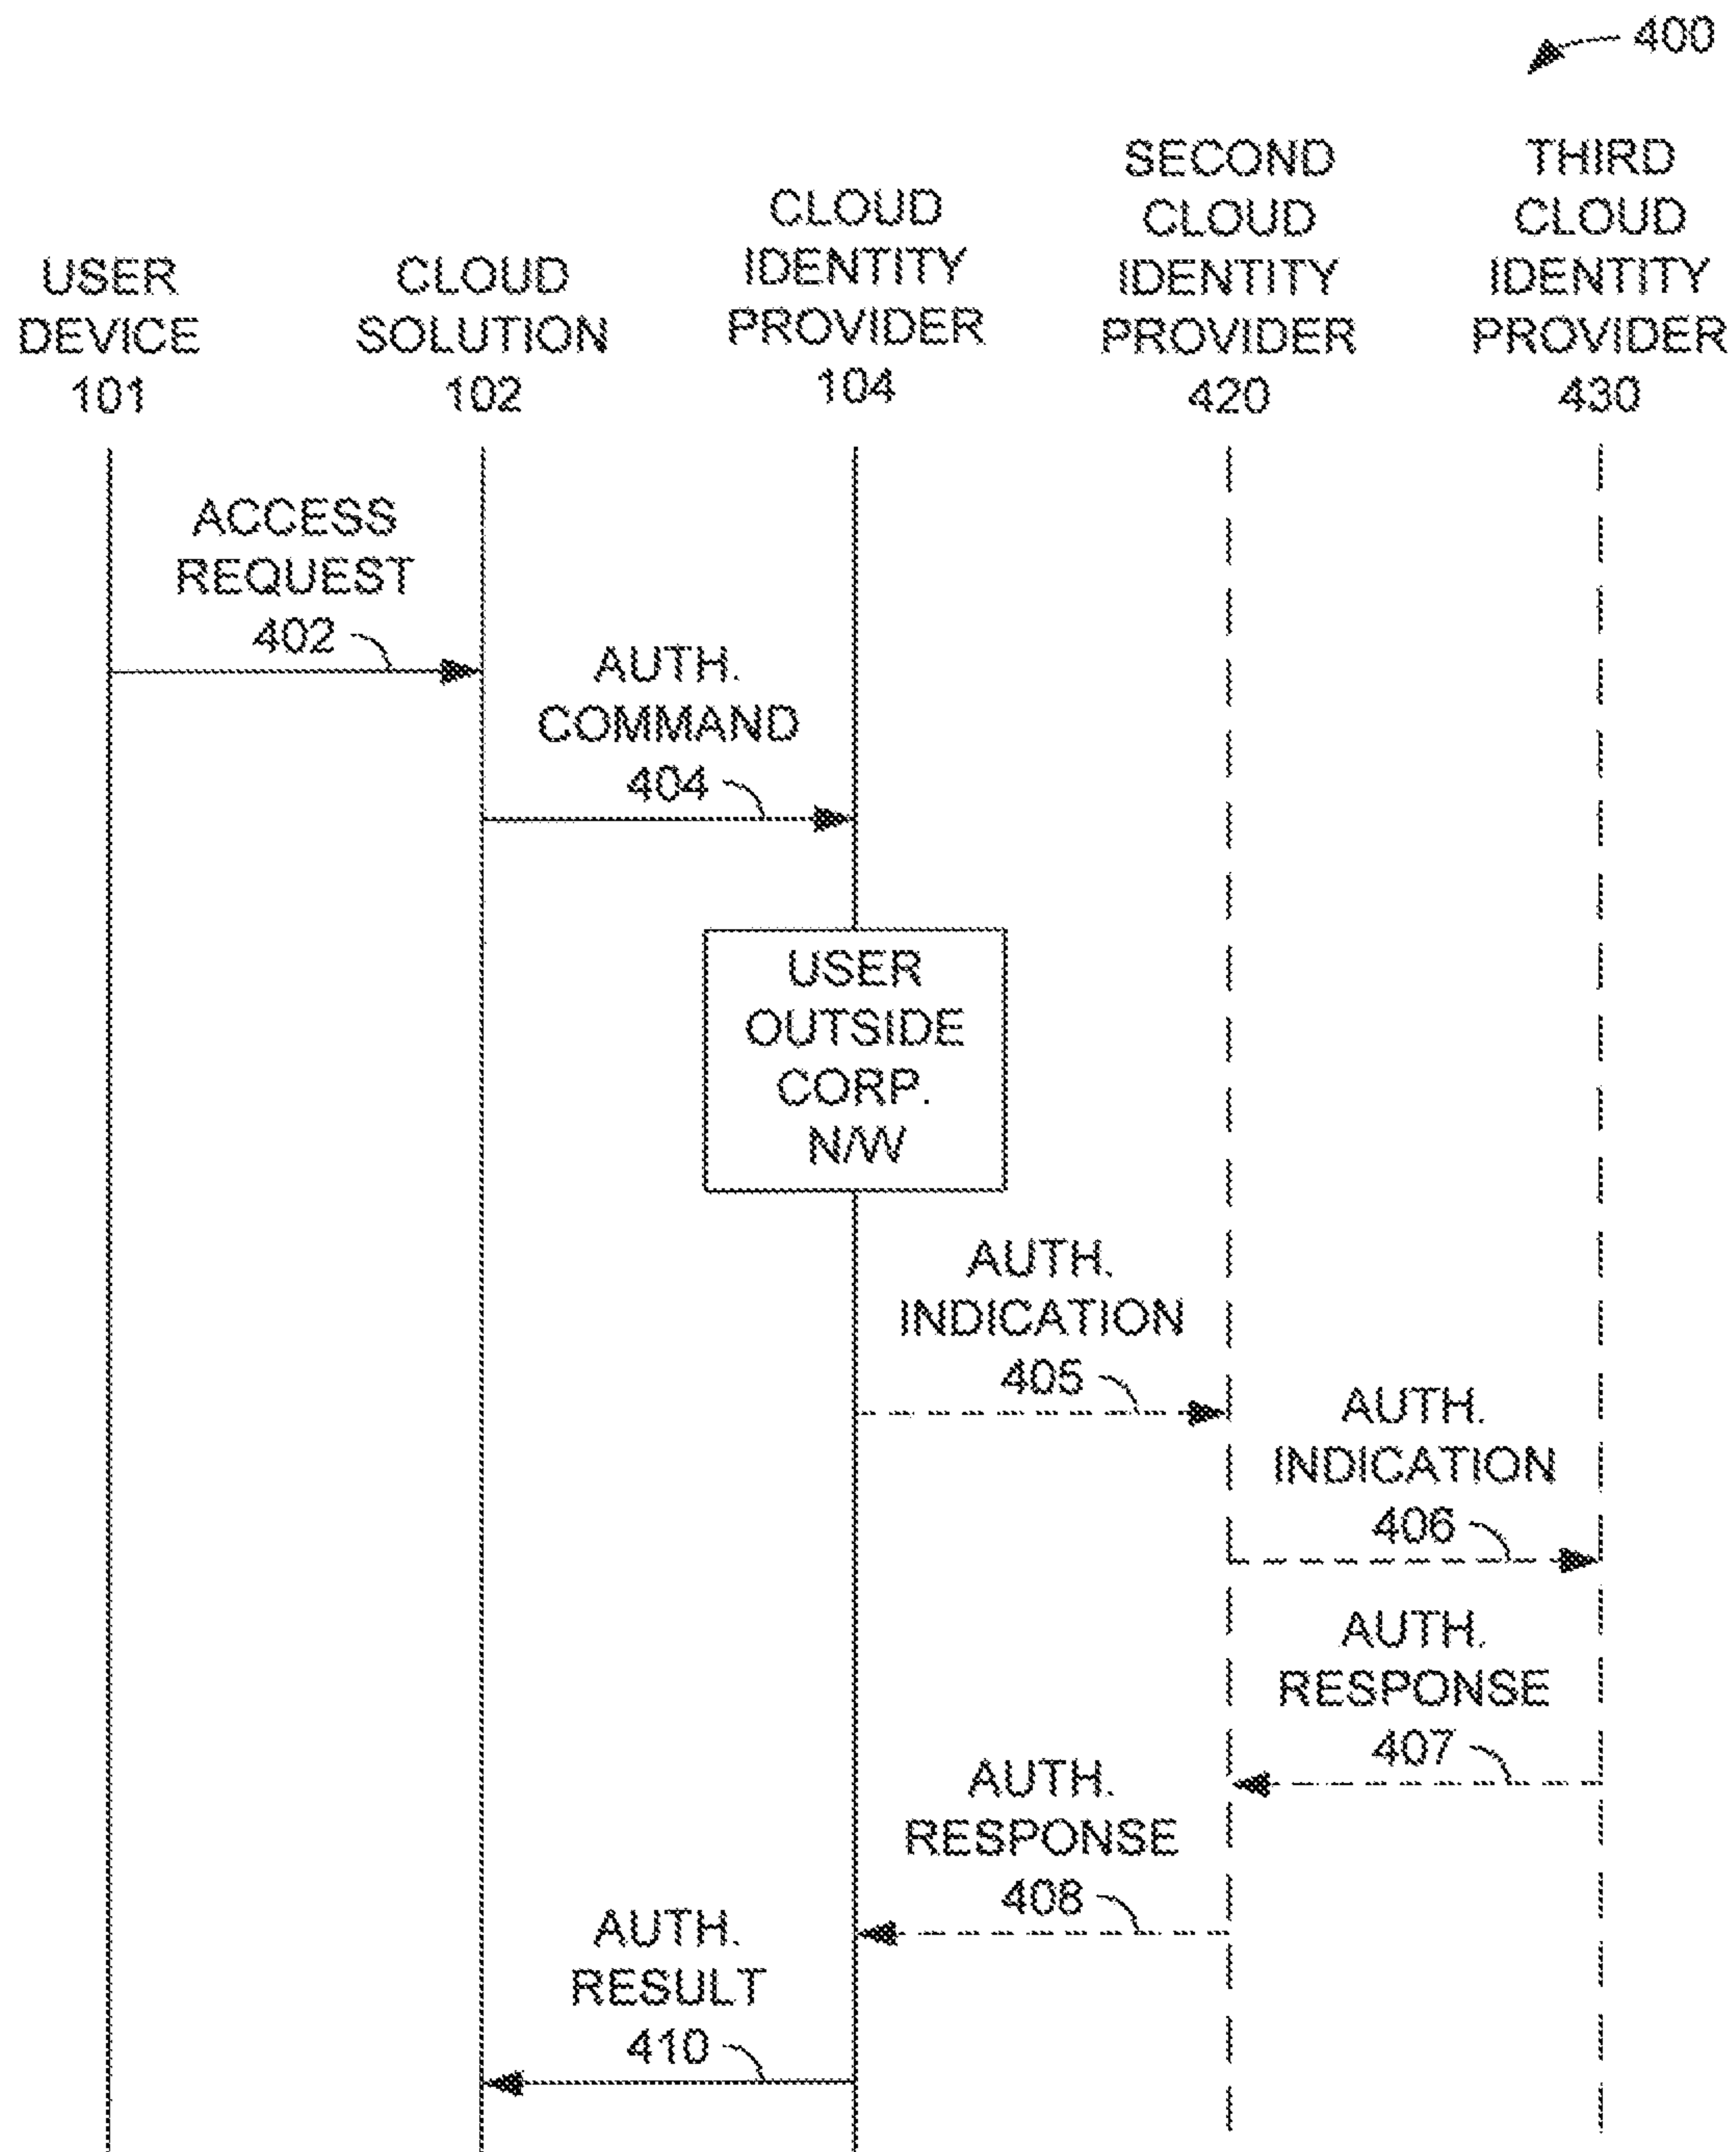 400
USER
DEVICE
101
CLOUD
SOLUTION
102
CLOUD
IDENTITY
PROVIDER
104
SECOND
CLOUD
IDENTITY
PROVIDER
420
THIRD
CLOUD
IDENTITY
PROVIDER
430
ACCESS
REQUEST
402
AUTH.
COMMAND
404
USER
OUTSIDE
CORP.
N/W
AUTH.
INDICATION
405
AUTH.
INDICATION
406
AUTH.
RESPONSE
407
AUTH.
RESPONSE
408
AUTH.
RESULT
410